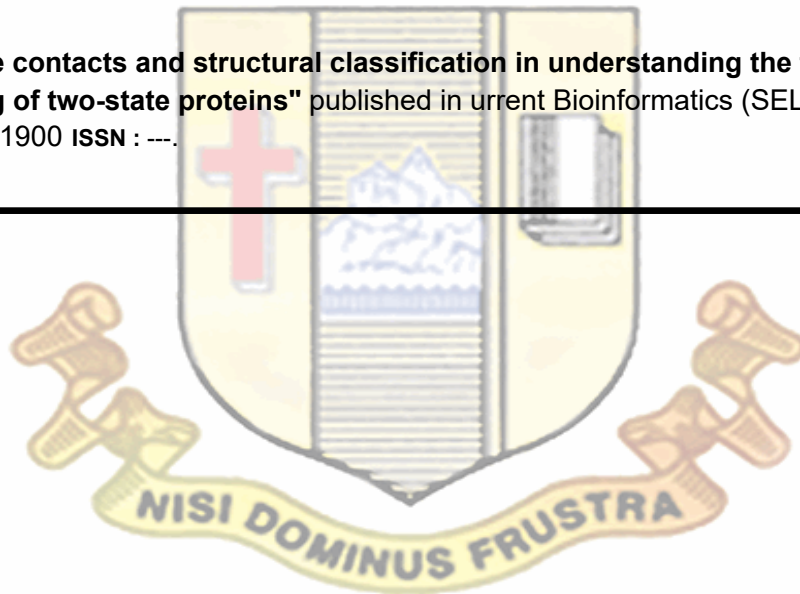 e contacts and structural classification in understanding the
g of two-state proteins" published in urrent Bioinformatics (SEL
1900 ISSN : ---.
NISI DOMINUS FRUSTRA